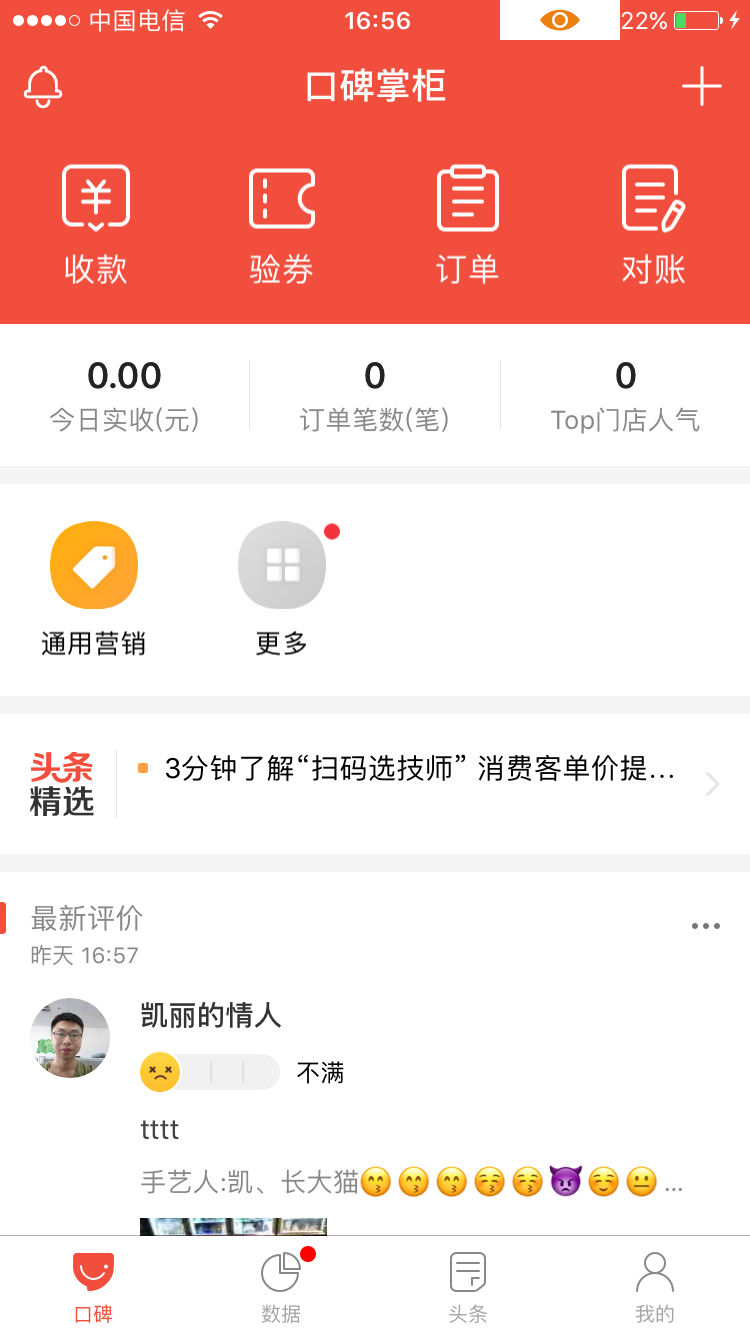 中国电信 16:56 22%
口碑掌柜
收款 验券 订单 对账
0.00 0 0
今日实收(元) 订单笔数(笔) Top门店人气
通用营销 更多
头条
精选
3分钟了解“扫码选技师” 消费客单价提...
最新评价
昨天 16:57
凯丽的情人
不满
tttt
手艺人:凯、长大猫😙😙😙😚😚👿☺️😐...
口碑 数据 头条 我的